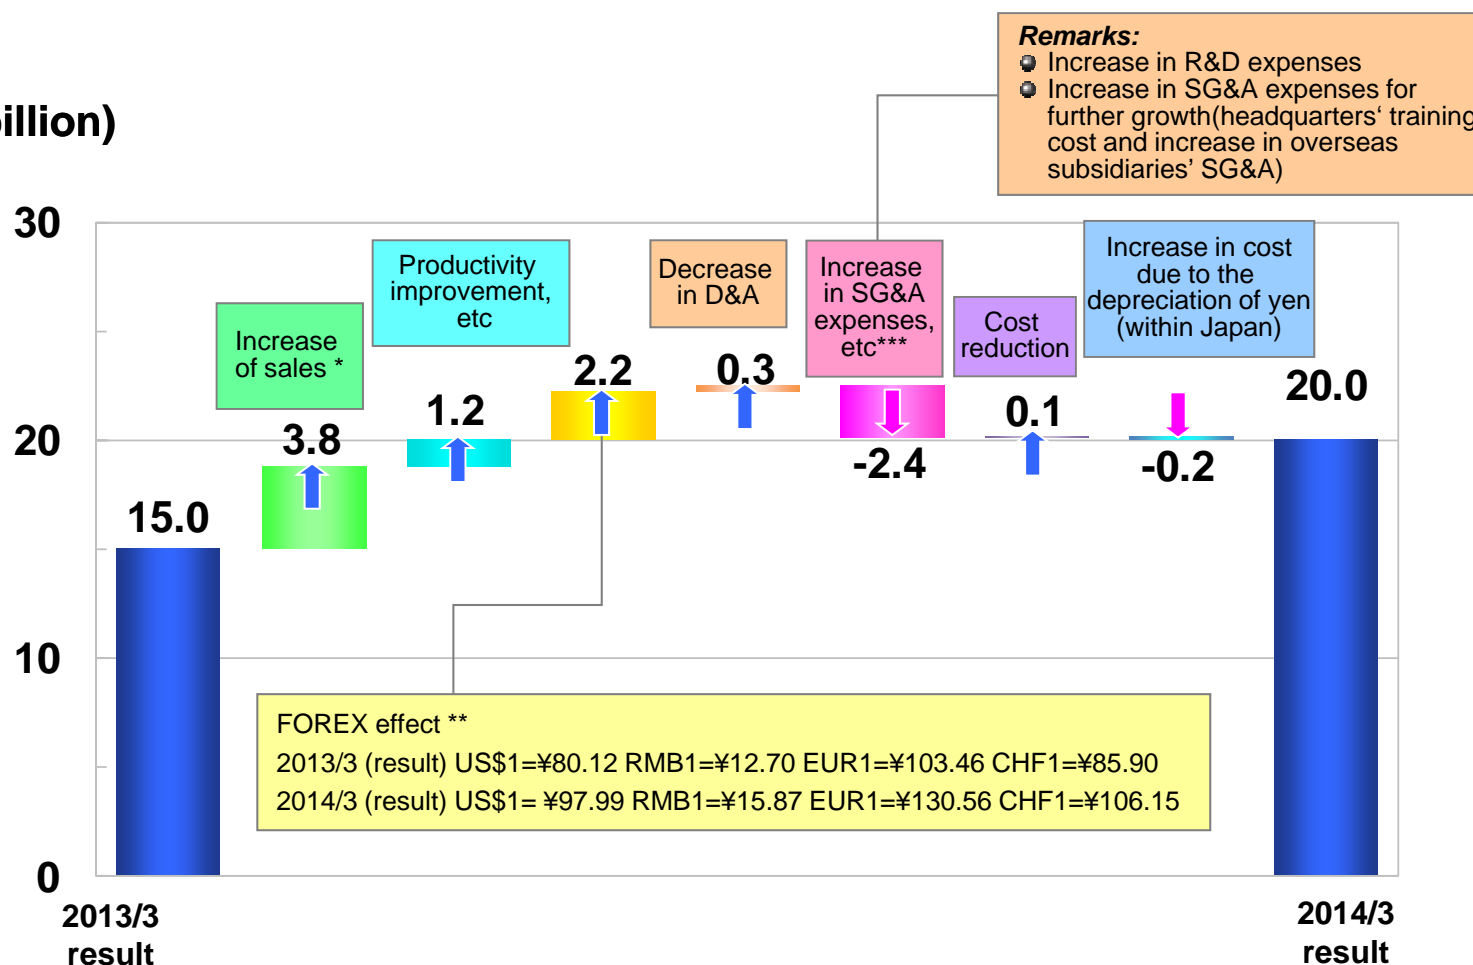 Remarks:
Increase in R&D expenses
Increase in SG&A expenses for
further growth(headquarters‘ training
cost and increase in overseas
subsidiaries’ SG&A)
billion)
30
20
10
0
Increase
of sales *
Productivity
improvement,
etc
Decrease
in D&A
Increase
in SG&A
expenses,
etc***
Cost
reduction
Increase in cost
due to the
depreciation of yen
(within Japan)
15.0
3.8
1.2
2.2
0.3
-2.4
0.1
-0.2
20.0
FOREX effect **
2013/3 (result) US$1=¥80.12 RMB1=¥12.70 EUR1=¥103.46 CHF1=¥85.90
2014/3 (result) US$1= ¥97.99 RMB1=¥15.87 EUR1=¥130.56 CHF1=¥106.15
2013/3
result
2014/3
result